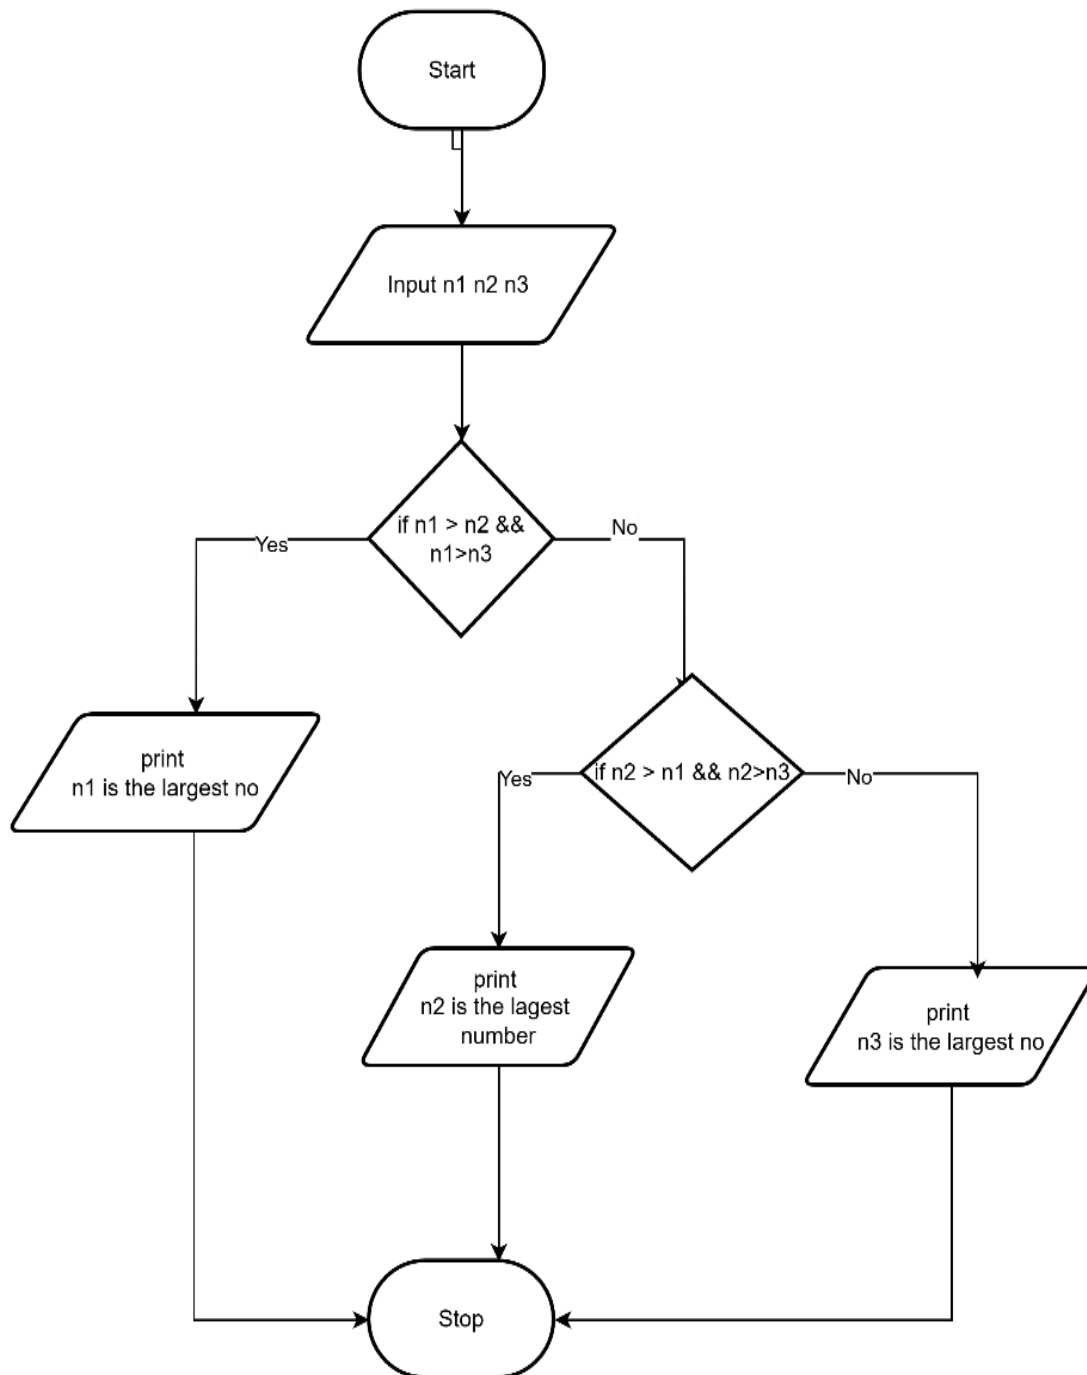 Start
Input n1 n2 n3
if n1 > n2 &&
n1>n3
Yes
No
print
n1 is the largest no
if n2 > n1 && n2>n3
Yes
No
print
n2 is the lagest
number
print
n3 is the largest no
Stop